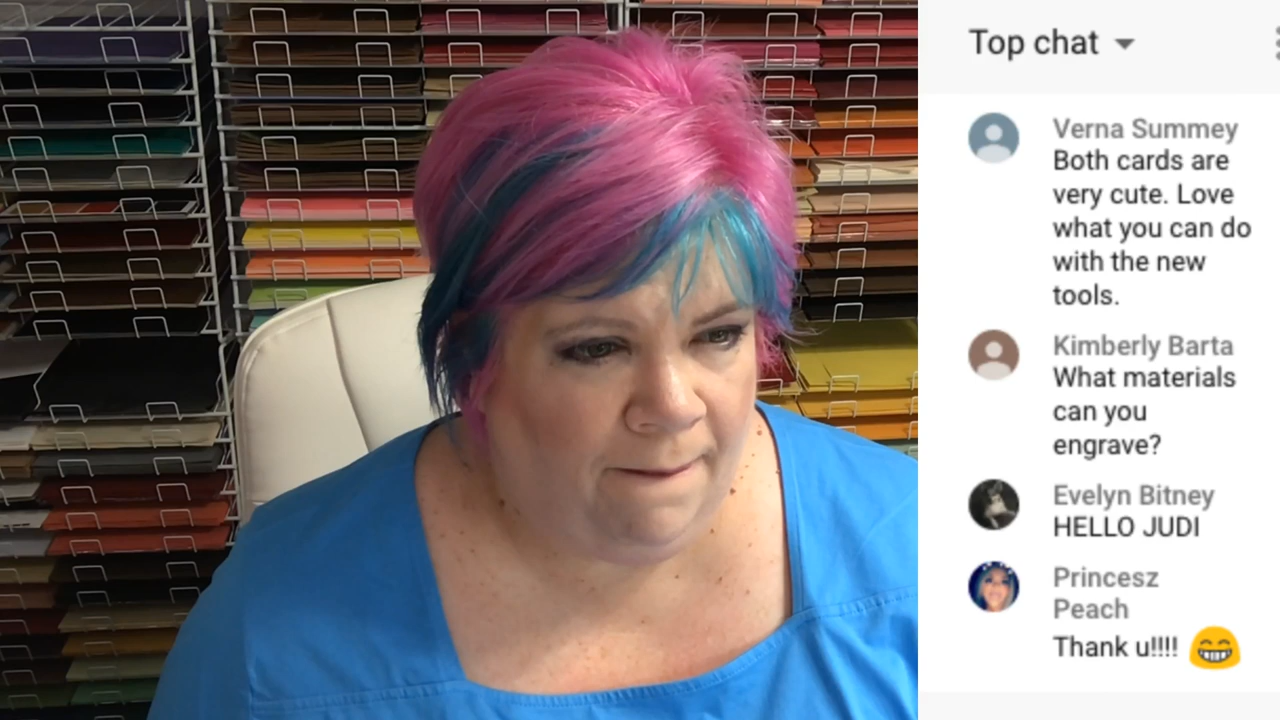 Top chat
Verna Summey
Both cards are
very cute. Love
what you can do
with the new
tools.
Kimberly Barta
What materials
can you
engrave?
Evelyn Bitney
HELLO JUDI
Princesz
Peach
Thank u!!!! 😁